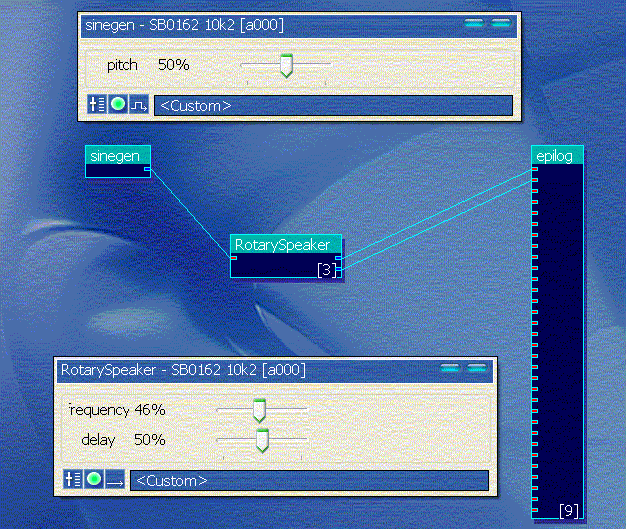 sinegen - SB0162 10k2 [a000]
pitch 50%
<Custom>
sinegen
epilog
RotarySpeaker
[3]
RotarySpeaker - SB0162 10k2 [a000]
frequency 46%
delay 50%
<Custom>
[9]